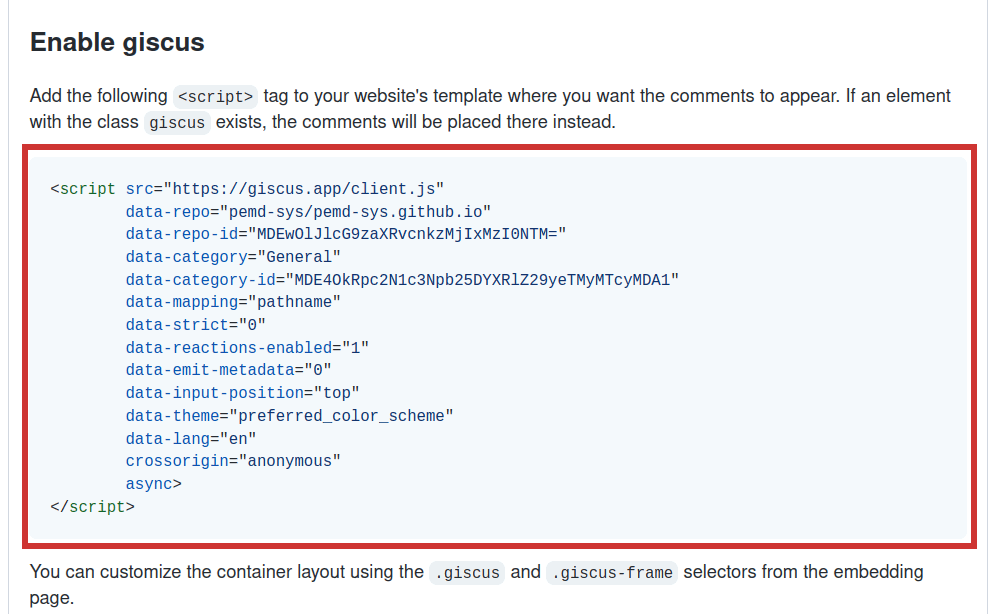 Enable giscus
Add the following <script> tag to your website's template where you want the comments to appear. If an element
with the class giscus exists, the comments will be placed there instead.
<script src="https://giscus.app/client.js"
data-repo="pemd-sys/pemd-sys.github.io"
data-repo-id="MDEwOlJlcG9zaXRvcnkzMjIxMzI0NTM="
data-category="General"
data-category-id="MDE4OkRpc2N1c3Npb25DYXRlZ29yeTMyMTcyMDA1"
data-mapping="pathname"
data-strict="0"
data-reactions-enabled="1"
data-emit-metadata="0"
data-input-position="top"
data-theme="preferred_color_scheme"
data-lang="en"
crossorigin="anonymous"
async>
</script>
You can customize the container layout using the .giscus and .giscus-frame selectors from the embedding
page.